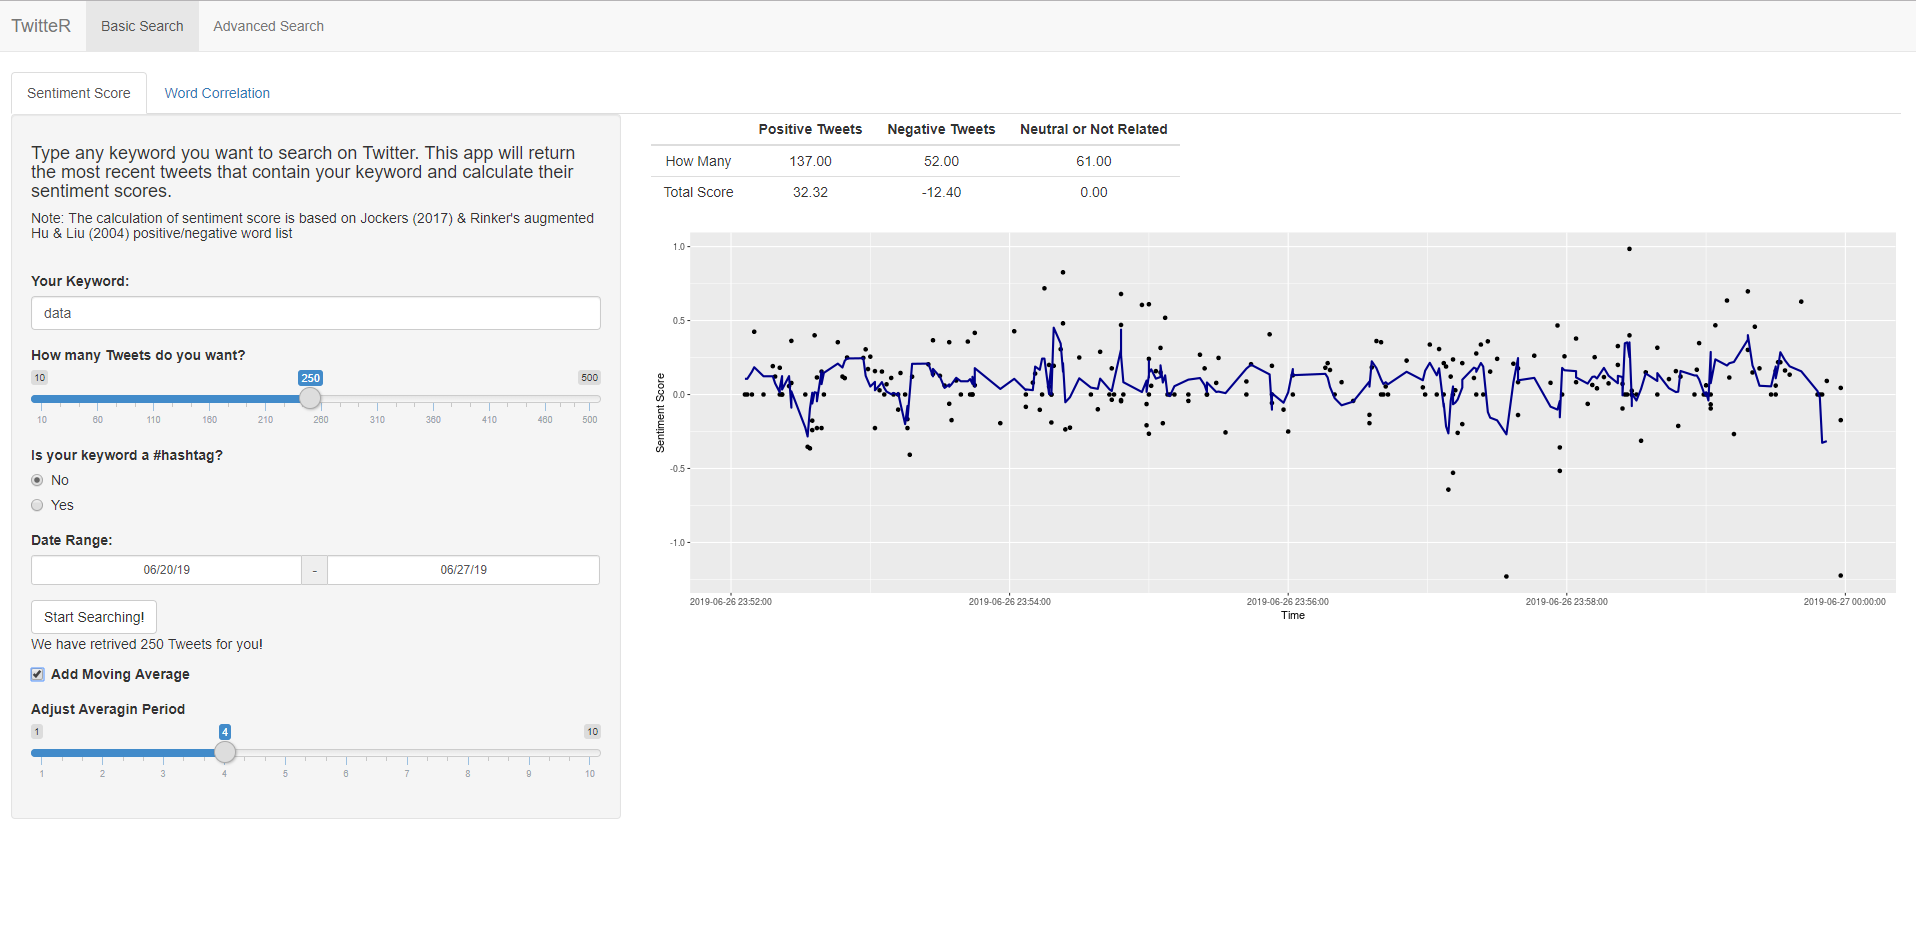 TwitteR Basic Search Advanced Search
Sentiment Score Word Correlation
Type any keyword you want to search on Twitter. This app will return
the most recent tweets that contain your keyword and calculate their
sentiment scores.
Note: The calculation of sentiment score is based on Jockers (2017) & Rinker's augmented
Hu & Liu (2004) positive/negative word list
Your Keyword:
data
How many Tweets do you want?
10 250 500
10 60 110 160 210 260 310 360 410 460 500
Is your keyword a #hashtag?
No
Yes
Date Range:
06/20/19 - 06/27/19
Start Searching!
We have retrived 250 Tweets for you!
Add Moving Average
Adjust Averagin Period
1 4 10
1 2 3 4 5 6 7 8 9 10
Positive Tweets Negative Tweets Neutral or Not Related
How Many 137.00 52.00 61.00
Total Score 32.32 -12.40 0.00
Sentiment Score
1.0
0.5
0.0
-0.5
-1.0
2019-06-26 23:52:00 2019-06-26 23:54:00 2019-06-26 23:56:00 2019-06-26 23:58:00 2019-06-27 00:00:00
Time